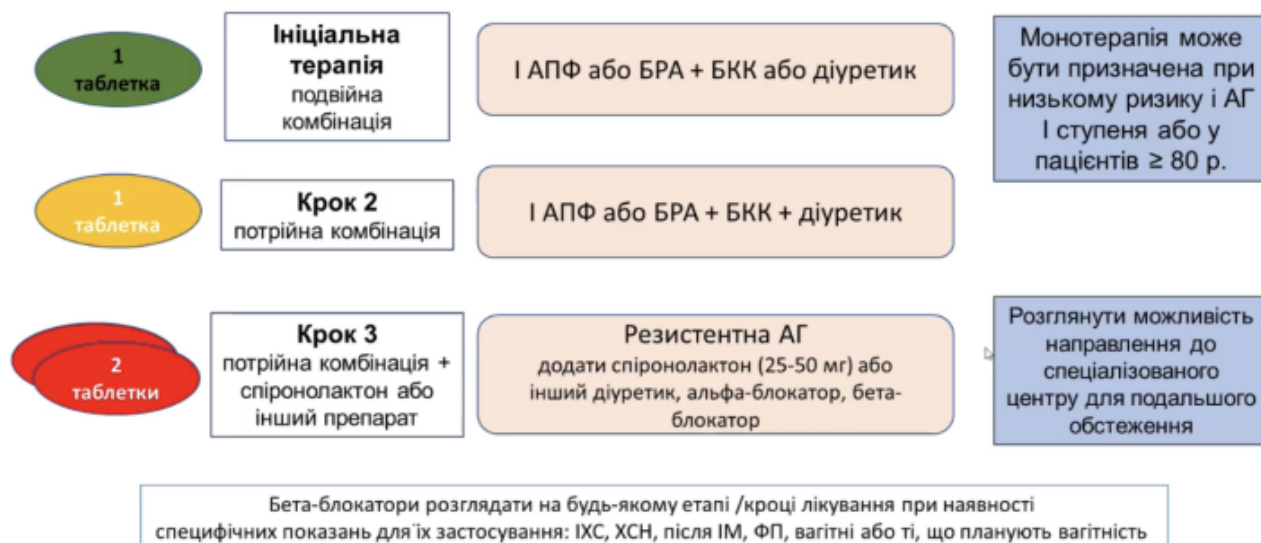 1
таблетка
Ініціальна
терапія
подвійна
комбінація
І АПФ або БРА + БКК або діуретик
Монотерапія може
бути призначена при
низькому ризику і АГ
І ступеня або у
пацієнтів ≥ 80 р.
1
таблетка
Крок 2
потрійна комбінація
І АПФ або БРА + БКК + діуретик
2
таблетки
Крок 3
потрійна комбінація +
спіронолактон або
інший препарат
Резистентна АГ
додати спіронолактон (25-50 мг) або
інший діуретик, альфа-блокатор, бета-
блокатор
Розглянути можливість
направлення до
спеціалізованого
центру для подальшого
обстеження
Бета-блокатори розглядати на будь-якому етапі /кроці лікування при наявності
специфічних показань для їх застосування: ІХС, ХСН, після ІМ, ФП, вагітні або ті, що планують вагітність